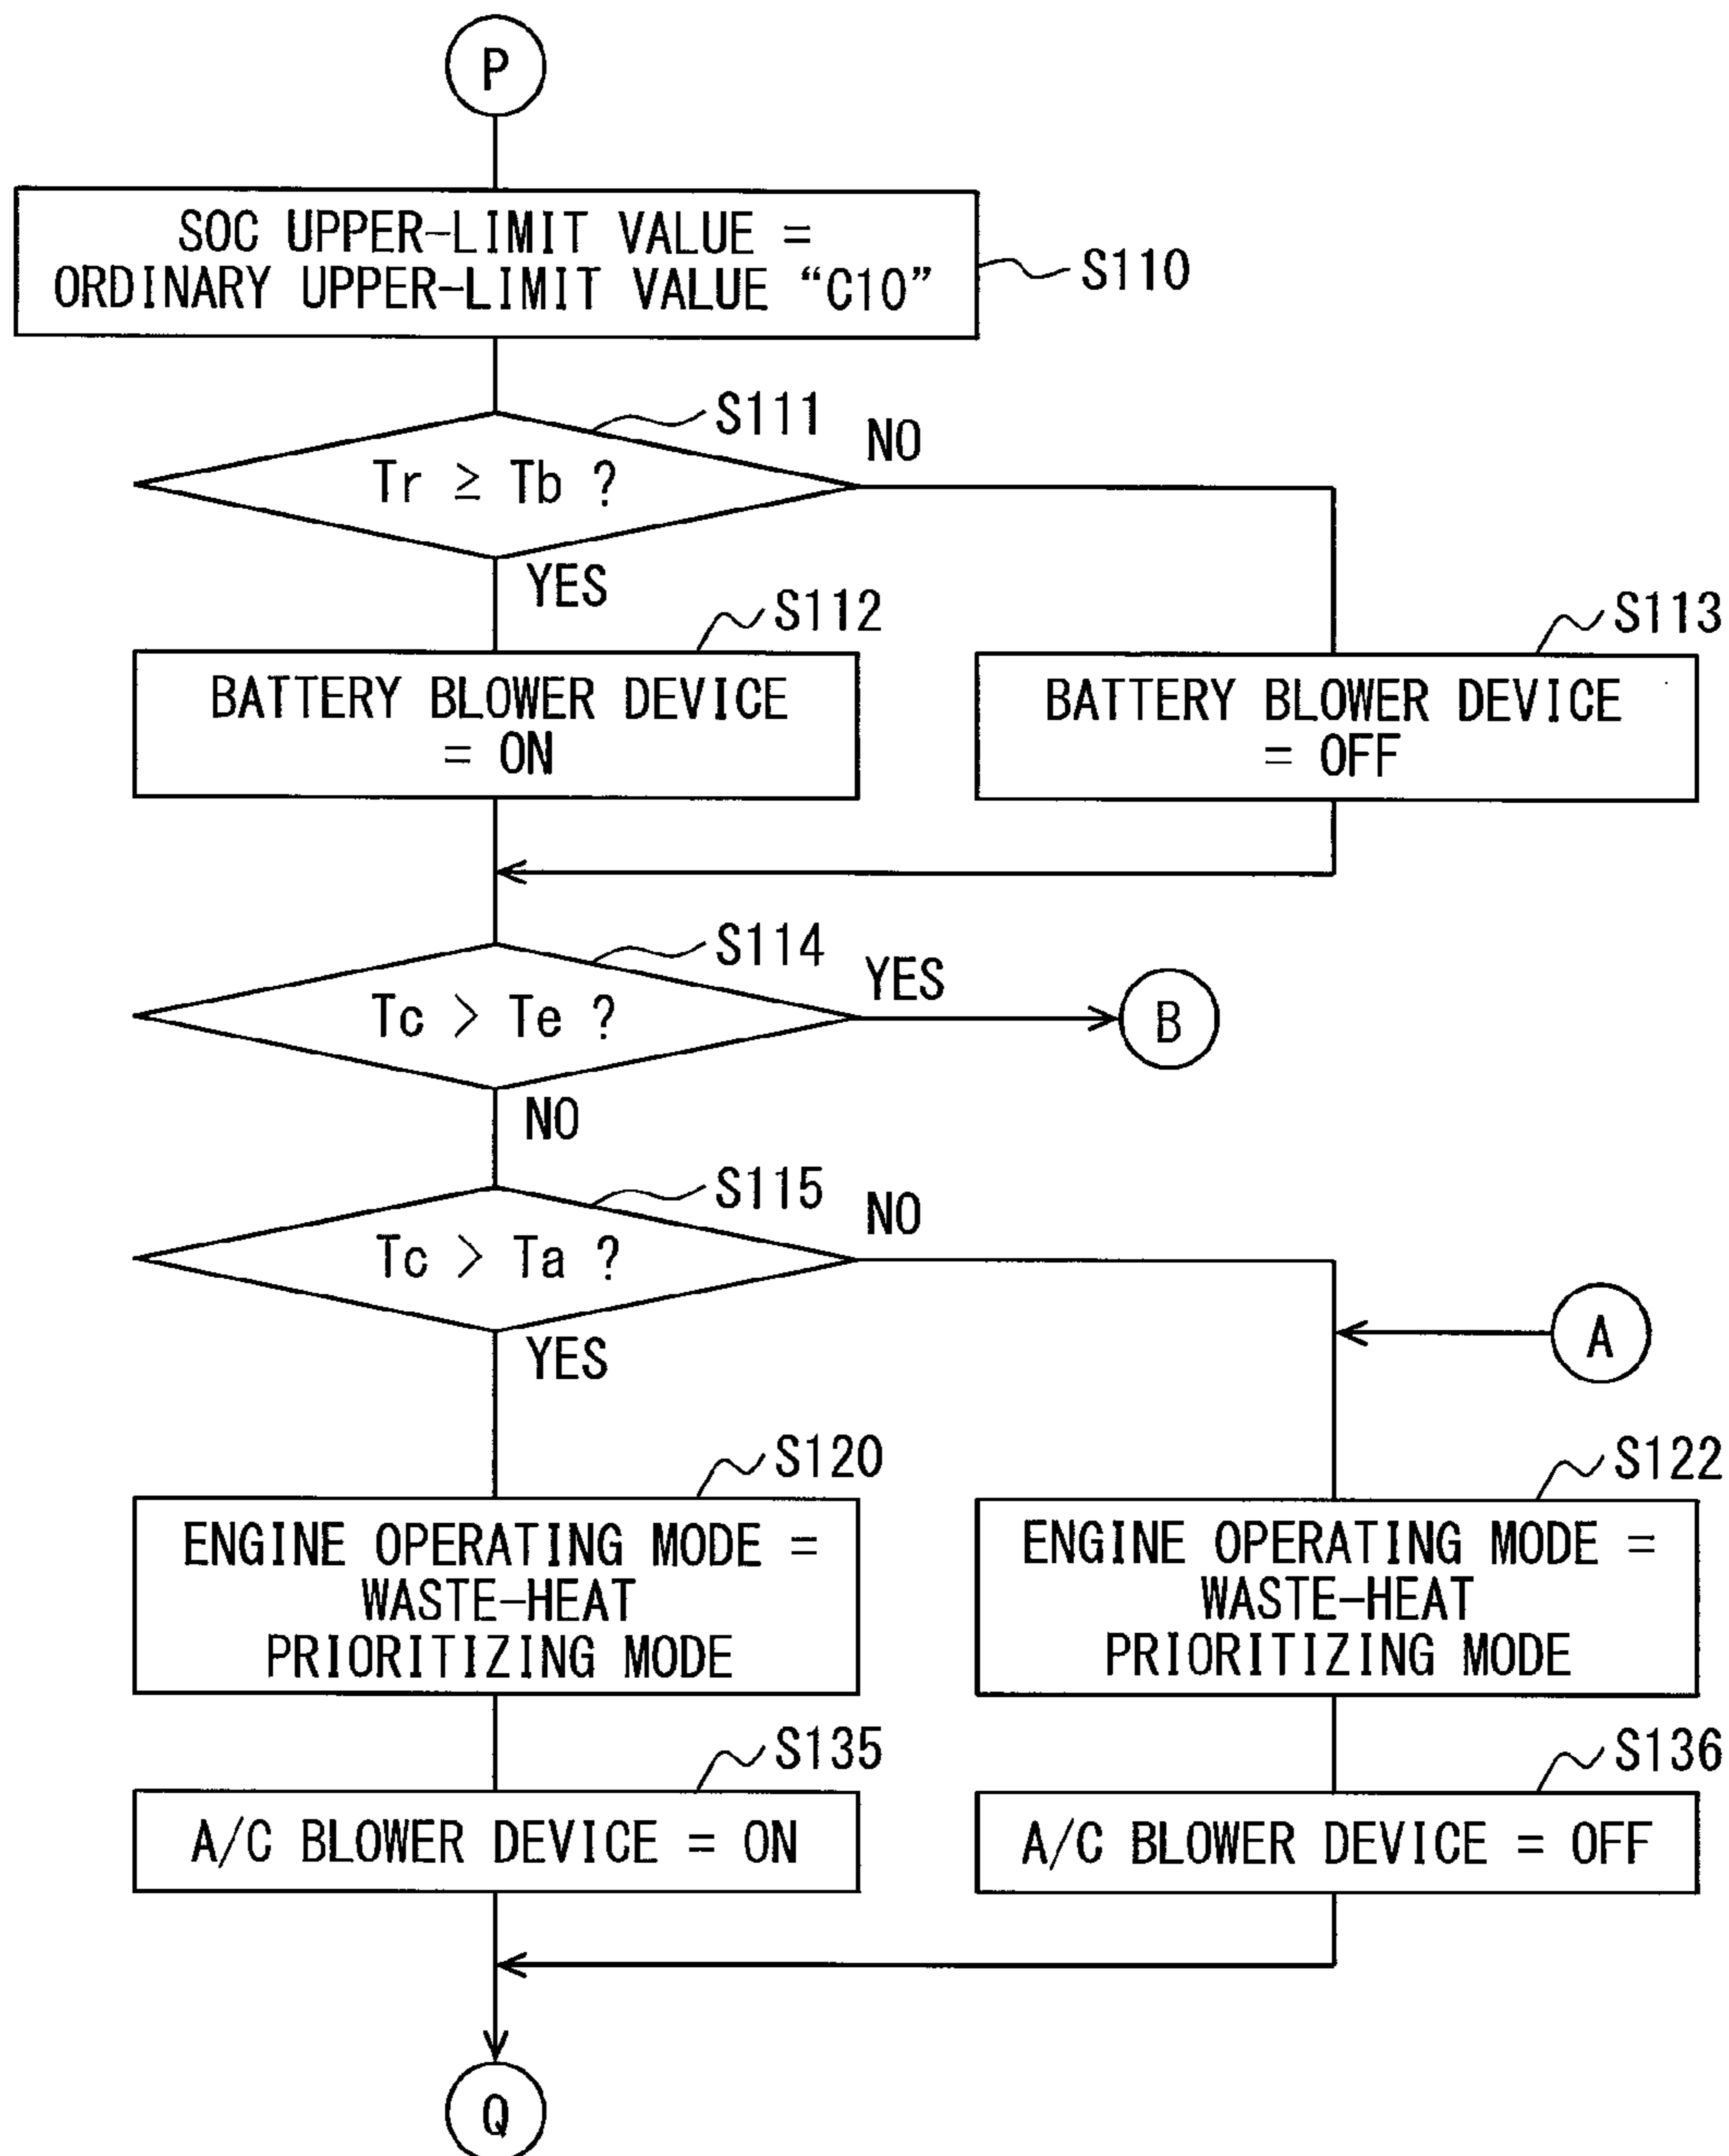 P
SOC UPPER-LIMIT VALUE =
ORDINARY UPPER-LIMIT VALUE “C10”
S110
S111
Tr ≥ Tb ?
NO
YES
S112
BATTERY BLOWER DEVICE
= ON
S113
BATTERY BLOWER DEVICE
= OFF
S114
Tc > Te ?
YES
B
NO
S115
Tc > Ta ?
NO
A
YES
S120
ENGINE OPERATING MODE =
WASTE-HEAT
PRIORITIZING MODE
S122
ENGINE OPERATING MODE =
WASTE-HEAT
PRIORITIZING MODE
S135
A/C BLOWER DEVICE = ON
S136
A/C BLOWER DEVICE = OFF
Q